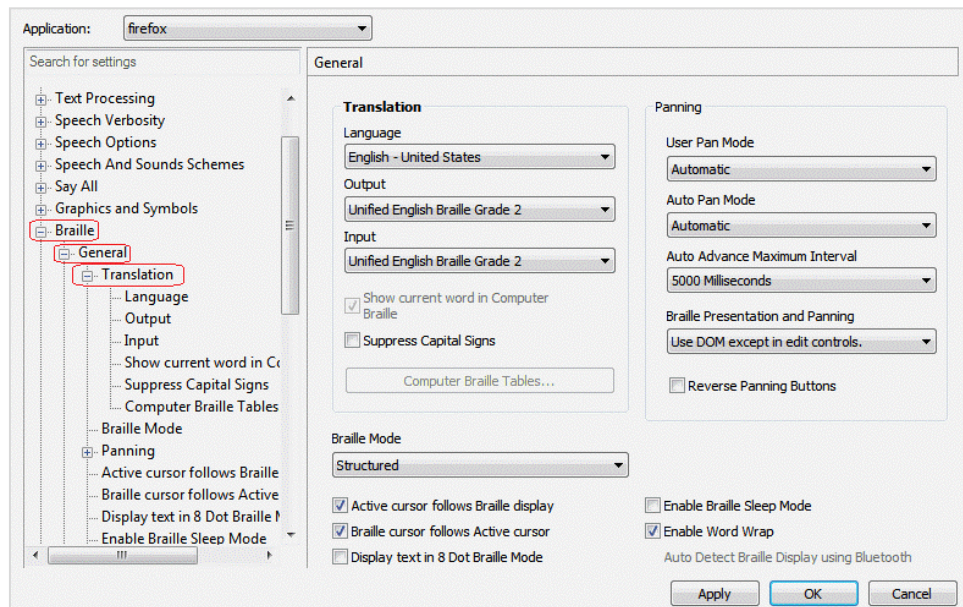 Application: firefox
Search for settings
Text Processing
Speech Verbosity
Speech Options
Speech And Sounds Schemes
Say All
Graphics and Symbols
Braille
General
Translation
Language
Output
Input
Show current word in Co
Suppress Capital Signs
Computer Braille Tables
Braille Mode
Panning
Active cursor follows Braille
Braille cursor follows Active
Display text in 8 Dot Braille M
Enable Braille Sleep Mode
General
Translation
Language
English - United States
Output
Unified English Braille Grade 2
Input
Unified English Braille Grade 2
Show current word in Computer
Braille
Suppress Capital Signs
Computer Braille Tables...
Panning
User Pan Mode
Automatic
Auto Pan Mode
Automatic
Auto Advance Maximum Interval
5000 Milliseconds
Braille Presentation and Panning
Use DOM except in edit controls.
Reverse Panning Buttons
Braille Mode
Structured
Active cursor follows Braille display
Braille cursor follows Active cursor
Display text in 8 Dot Braille Mode
Enable Braille Sleep Mode
Enable Word Wrap
Auto Detect Braille Display using Bluetooth
Apply OK Cancel